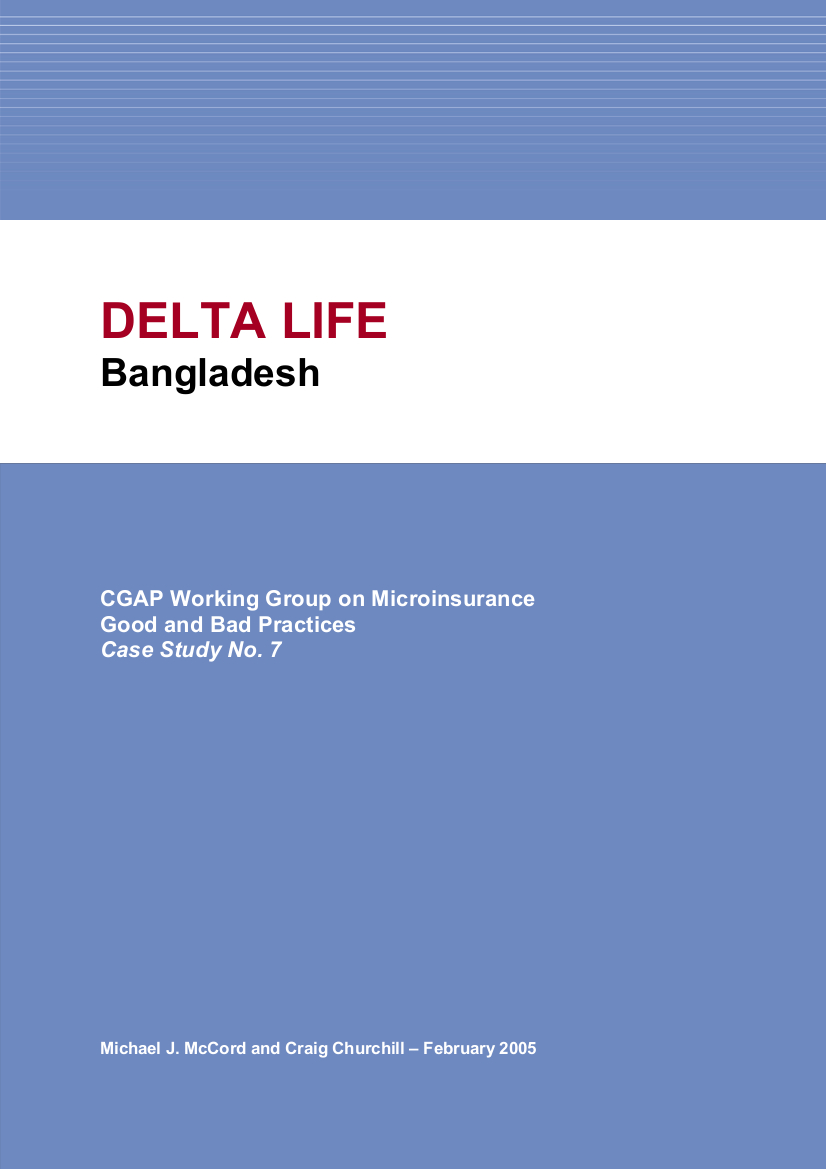 DELTA LIFE
Bangladesh
CGAP Working Group on Microinsurance
Good and Bad Practices
Case Study No. 7
Michael J. McCord and Craig Churchill – February 2005